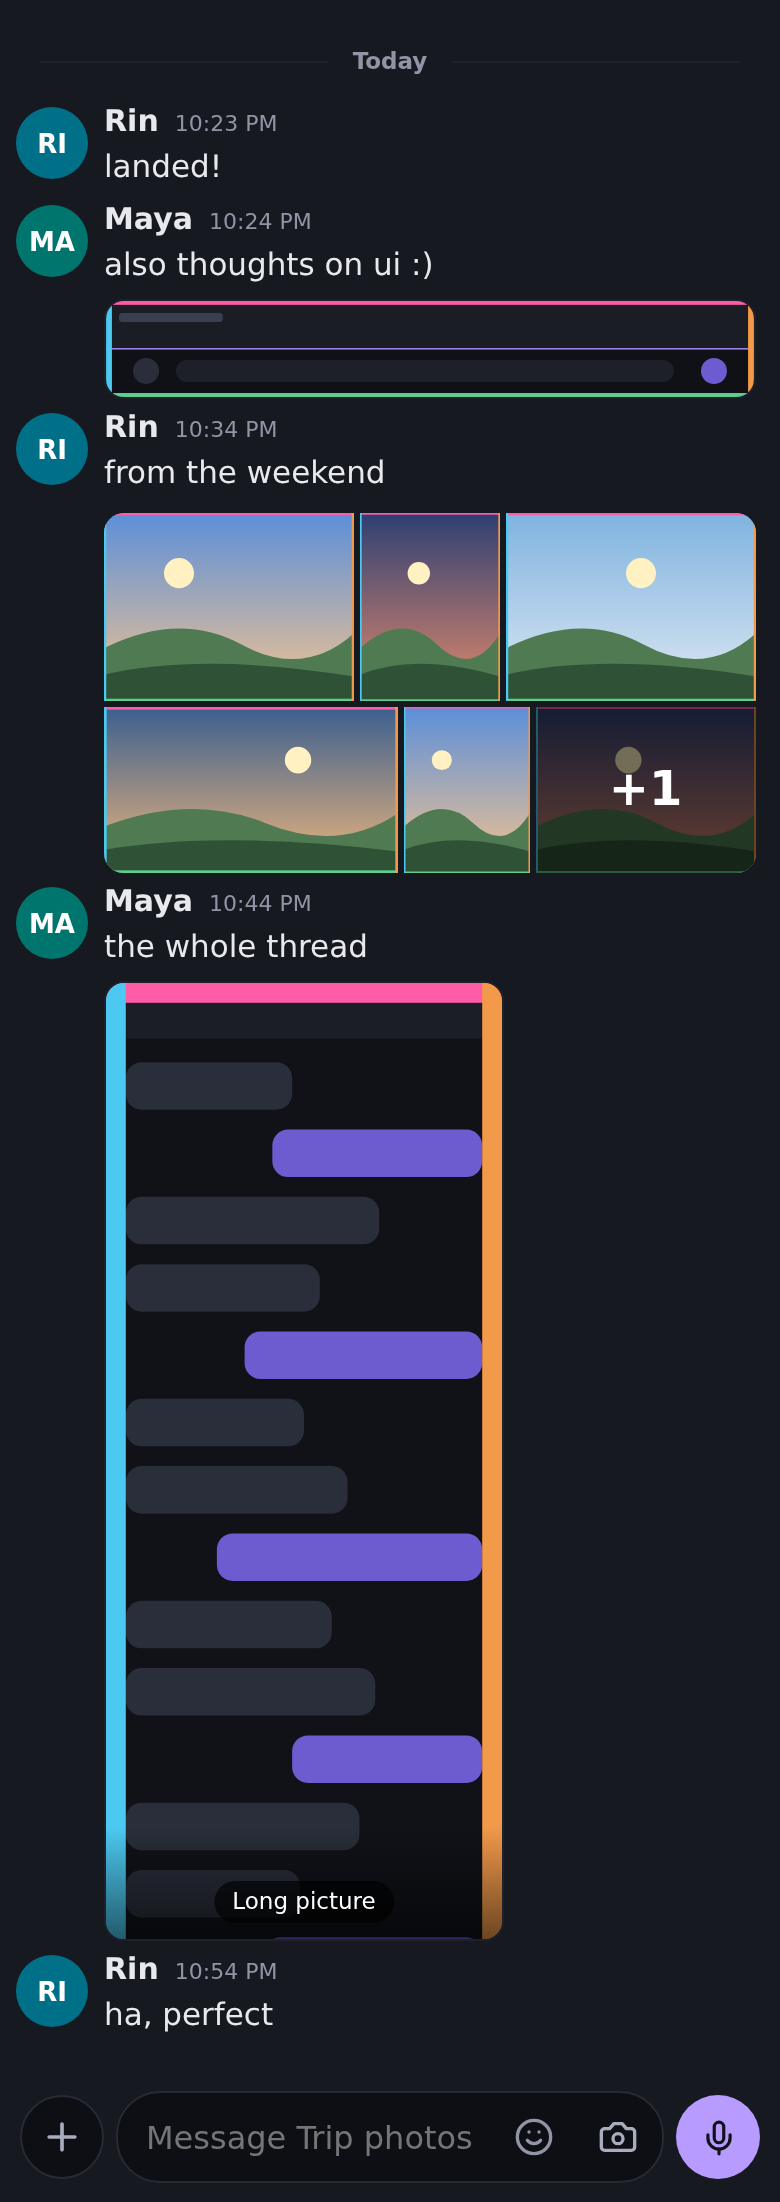 Today
RI
Rin 10:23 PM
landed!
MA
Maya 10:24 PM
also thoughts on ui :)
RI
Rin 10:34 PM
from the weekend
+1
MA
Maya 10:44 PM
the whole thread
Long picture
RI
Rin 10:54 PM
ha, perfect
Message Trip photos